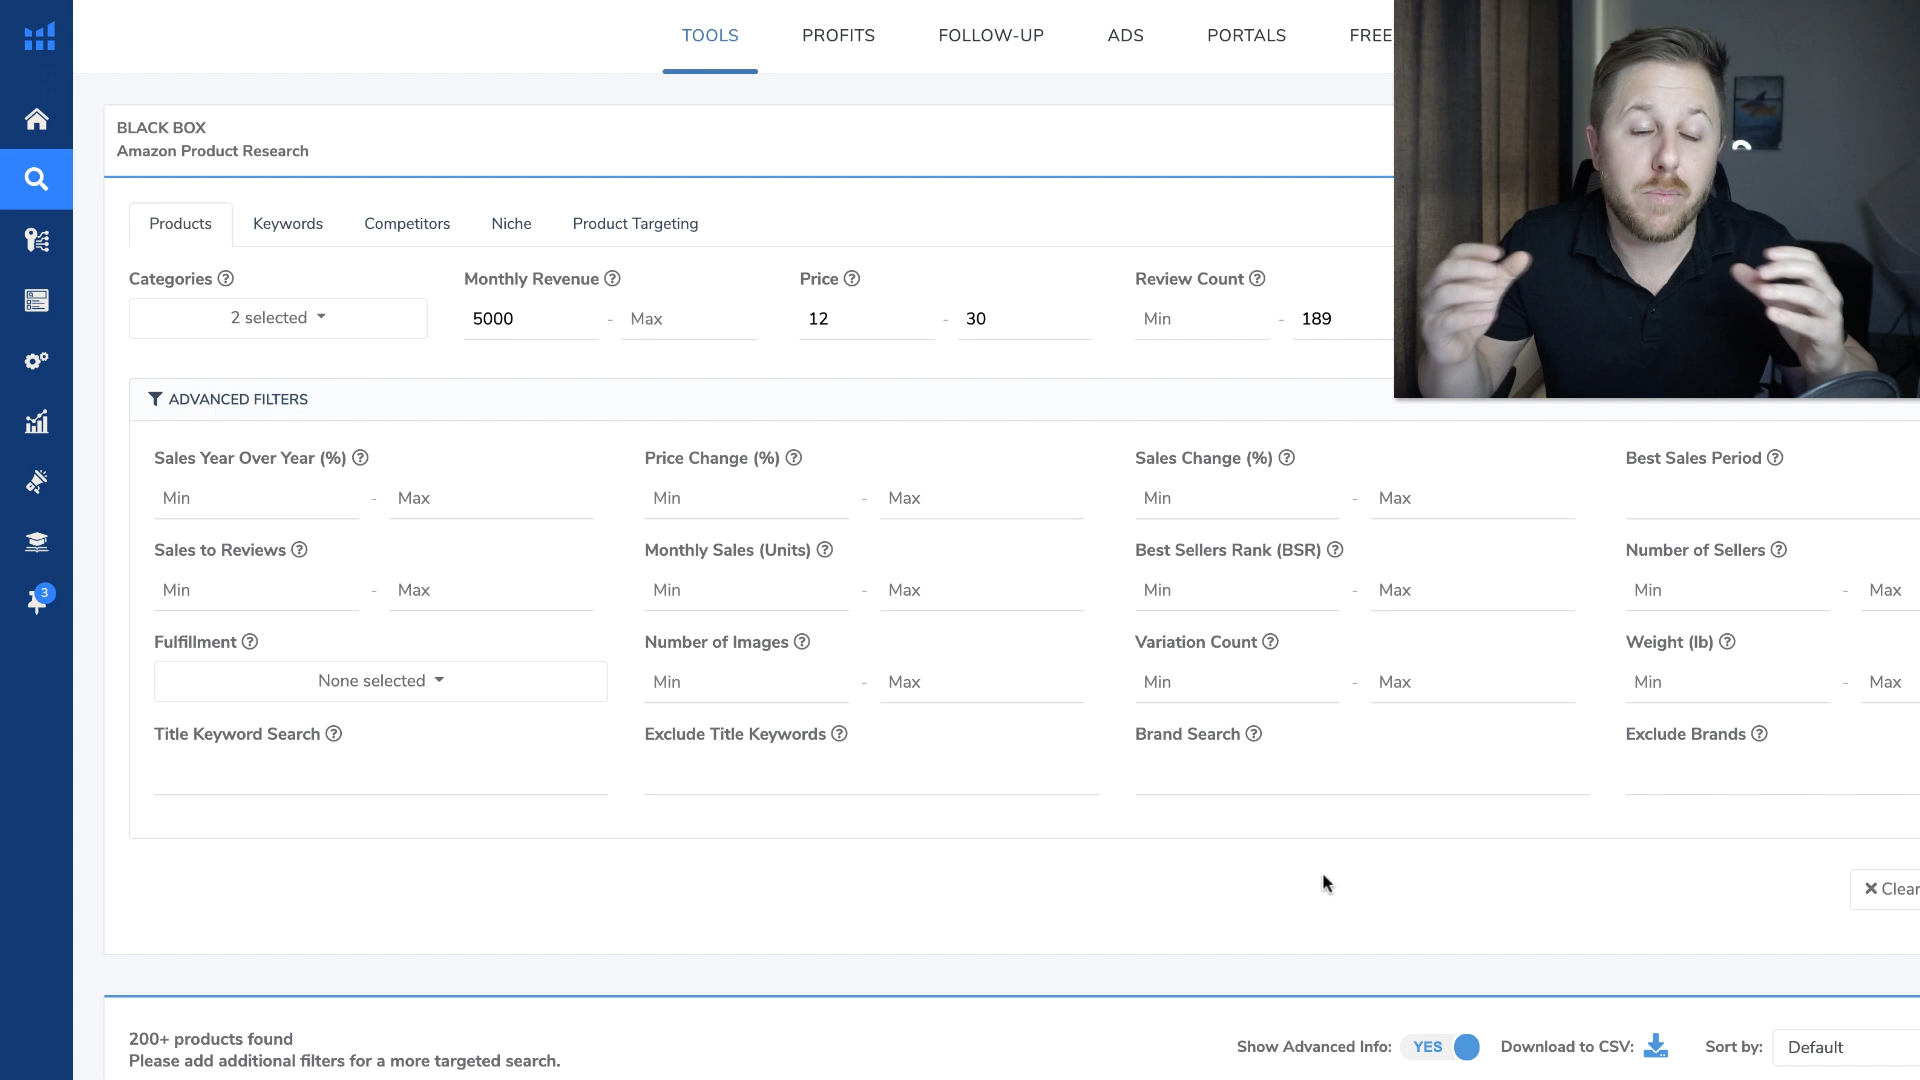 TOOLS PROFITS FOLLOW-UP ADS PORTALS FREE
BLACK BOX
Amazon Product Research
Products Keywords Competitors Niche Product Targeting
Categories Monthly Revenue Price Review Count
2 selected 5000 - Max 12 - 30 Min - 189
ADVANCED FILTERS
Sales Year Over Year (%) Price Change (%) Sales Change (%) Best Sales Period
Min - Max Min - Max Min - Max
Sales to Reviews Monthly Sales (Units) Best Sellers Rank (BSR) Number of Sellers
Min - Max Min - Max Min - Max Min - Max
Fulfillment Number of Images Variation Count Weight (lb)
None selected Min - Max Min - Max Min - Max
3
Title Keyword Search Exclude Title Keywords Brand Search Exclude Brands
Clear
200+ products found
Please add additional filters for a more targeted search.
Show Advanced Info: YES Download to CSV: Sort by: Default